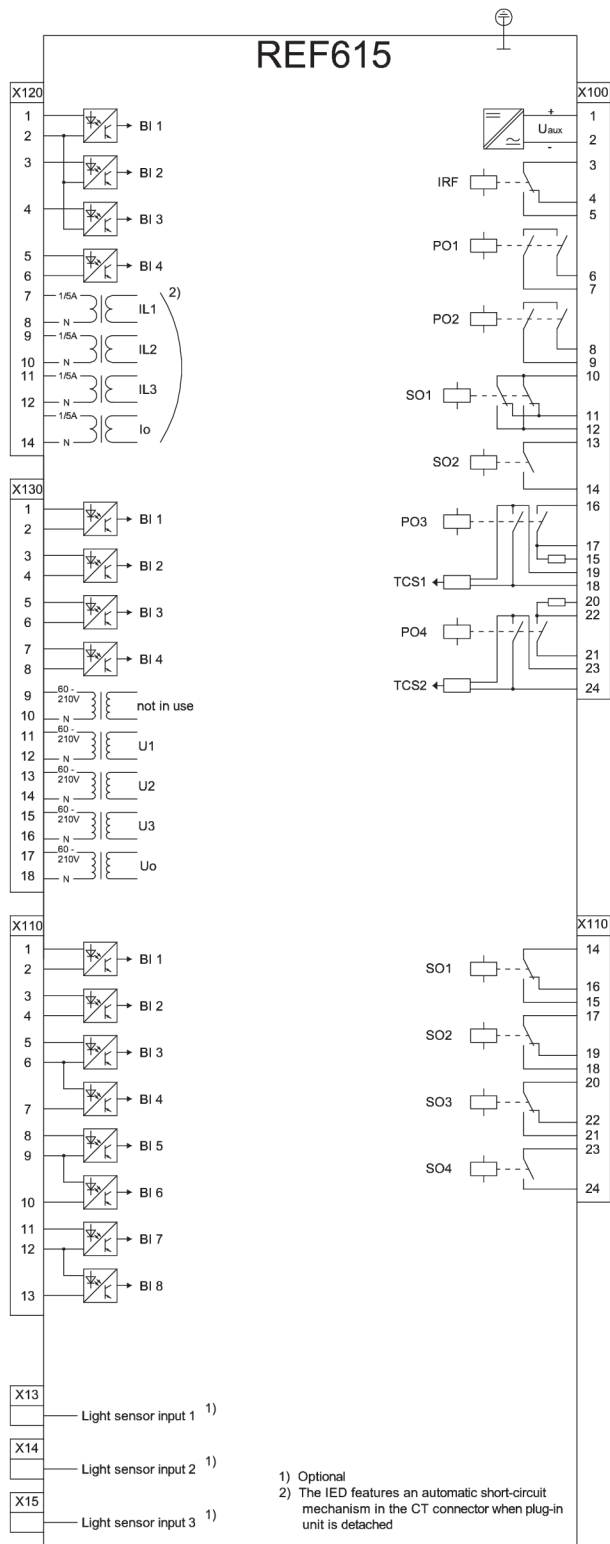 REF615
X120
1
2
BI 1
3
BI 2
4
BI 3
5
6
BI 4
7
1/5A
2)
IL1
8
N
9
1/5A
IL2
10
N
11
1/5A
IL3
12
N
1/5A
Io
14
N
X130
1
2
BI 1
3
4
BI 2
5
6
BI 3
7
8
BI 4
9
60 -
210V
not in use
10
N
11
60 -
210V
U1
12
N
13
60 -
210V
U2
14
N
15
60 -
210V
U3
16
N
17
60 -
210V
Uo
18
N
X110
1
2
BI 1
3
4
BI 2
5
6
BI 3
7
BI 4
8
9
BI 5
10
BI 6
11
12
BI 7
13
BI 8
X13
Light sensor input 1 1)
X14
Light sensor input 2 1)
X15
Light sensor input 3 1)
X100
+
Uaux
-
1
2
IRF
3
4
5
PO1
6
7
PO2
8
9
SO1
10
11
12
SO2
13
14
PO3
16
17
15
TCS1
19
18
PO4
20
22
21
TCS2
23
24
X110
SO1
14
16
15
SO2
17
19
18
SO3
20
22
21
SO4
23
24
1) Optional
2) The IED features an automatic short-circuit
mechanism in the CT connector when plug-in
unit is detached